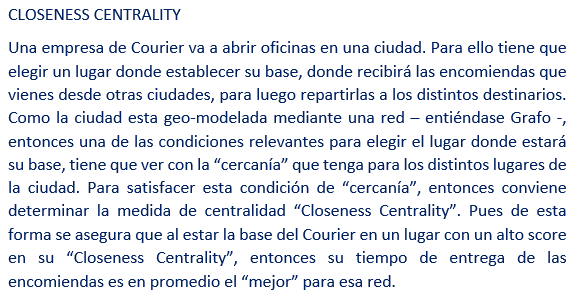 CLOSENESS CENTRALITY
Una empresa de Courier va a abrir oficinas en una ciudad. Para ello tiene que
elegir un lugar donde establecer su base, donde recibirá las encomiendas que
vienes desde otras ciudades, para luego repartirlas a los distintos destinarios.
Como la ciudad esta geo-modelada mediante una red – entiéndase Grafo -,
entonces una de las condiciones relevantes para elegir el lugar donde estará
su base, tiene que ver con la “cercanía” que tenga para los distintos lugares de
la ciudad. Para satisfacer esta condición de “cercanía”, entonces conviene
determinar la medida de centralidad “Closeness Centrality”. Pues de esta
forma se asegura que al estar la base del Courier en un lugar con un alto score
en su “Closeness Centrality”, entonces su tiempo de entrega de las
encomiendas es en promedio el “mejor” para esa red.